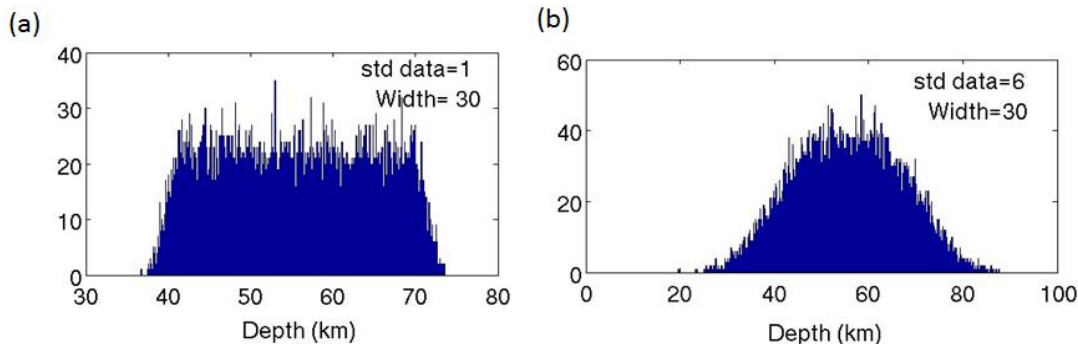 (a)
40
30
20
10
0
std data=1
Width= 30
30 40 50 60 70 80
Depth (km)
(b)
60
40
20
0
std data=6
Width=30
0 20 40 60 80 100
Depth (km)